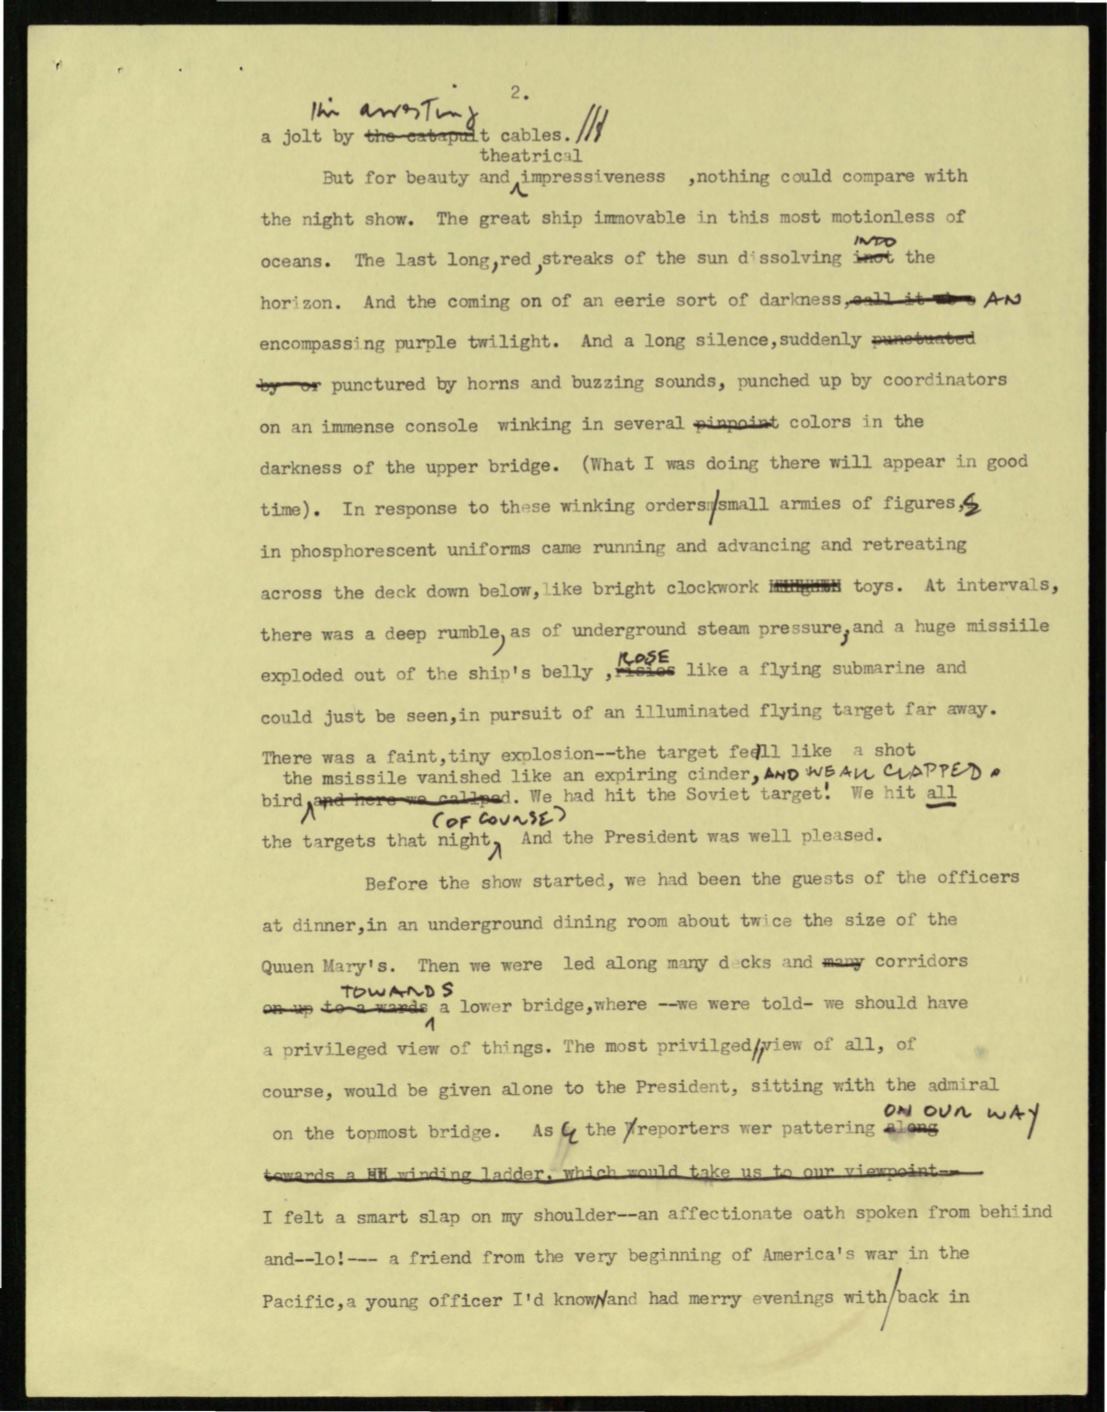 2.
the arresting
a jolt by the catapult cables.
theatrical
But for beauty and impressiveness ,nothing could compare with
the night show. The great ship immovable in this most motionless of
INTO
oceans. The last long,red,streaks of the sun dissolving inot the
horizon. And the coming on of an eerie sort of darkness,call it AN
encompassing purple twilight. And a long silence,suddenly punctuated
by or punctured by horns and buzzing sounds, punched up by coordinators
on an immense console winking in several pinpoint colors in the
darkness of the upper bridge. (What I was doing there will appear in good
time). In response to these winking orders/small armies of figures,
in phosphorescent uniforms came running and advancing and retreating
across the deck down below,like bright clockwork toys. At intervals,
there was a deep rumble, as of underground steam pressure,and a huge missiile
ROSE
exploded out of the ship's belly ,risies like a flying submarine and
could just be seen,in pursuit of an illuminated flying target far away.
There was a faint,tiny explosion--the target feell like a shot
the msissile vanished like an expiring cinder, AND WE ALL CLAPPED.
bird and here we callped. We had hit the Soviet target! We hit all
(OF COURSE)
the targets that night, And the President was well pleased.
Before the show started, we had been the guests of the officers
at dinner,in an underground dining room about twice the size of the
Quuen Mary's. Then we were led along many decks and many corridors
TOWARDS
on up to a wards a lower bridge,where --we were told- we should have
a privileged view of things. The most privilged//view of all, of
course, would be given alone to the President, sitting with the admiral
ON OUR WAY
on the topmost bridge. As the reporters wer pattering along
towards a winding ladder, which would take us to our viewpoint--
I felt a smart slap on my shoulder--an affectionate oath spoken from behiind
and--lo!--- a friend from the very beginning of America's war in the
Pacific,a young officer I'd known and had merry evenings with/back in